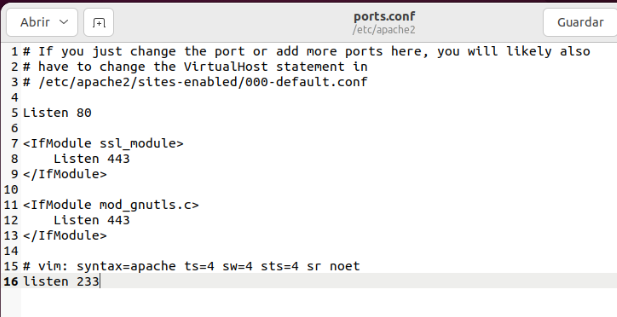 Abrir
ports.conf
/etc/apache2
Guardar
1 # If you just change the port or add more ports here, you will likely also
2 # have to change the VirtualHost statement in
3 # /etc/apache2/sites-enabled/000-default.conf
4
5 Listen 80
6
7 <IfModule ssl_module>
8     Listen 443
9 </IfModule>
10
11 <IfModule mod_gnutls.c>
12     Listen 443
13 </IfModule>
14
15 # vim: syntax=apache ts=4 sw=4 sts=4 sr noet
16 listen 233